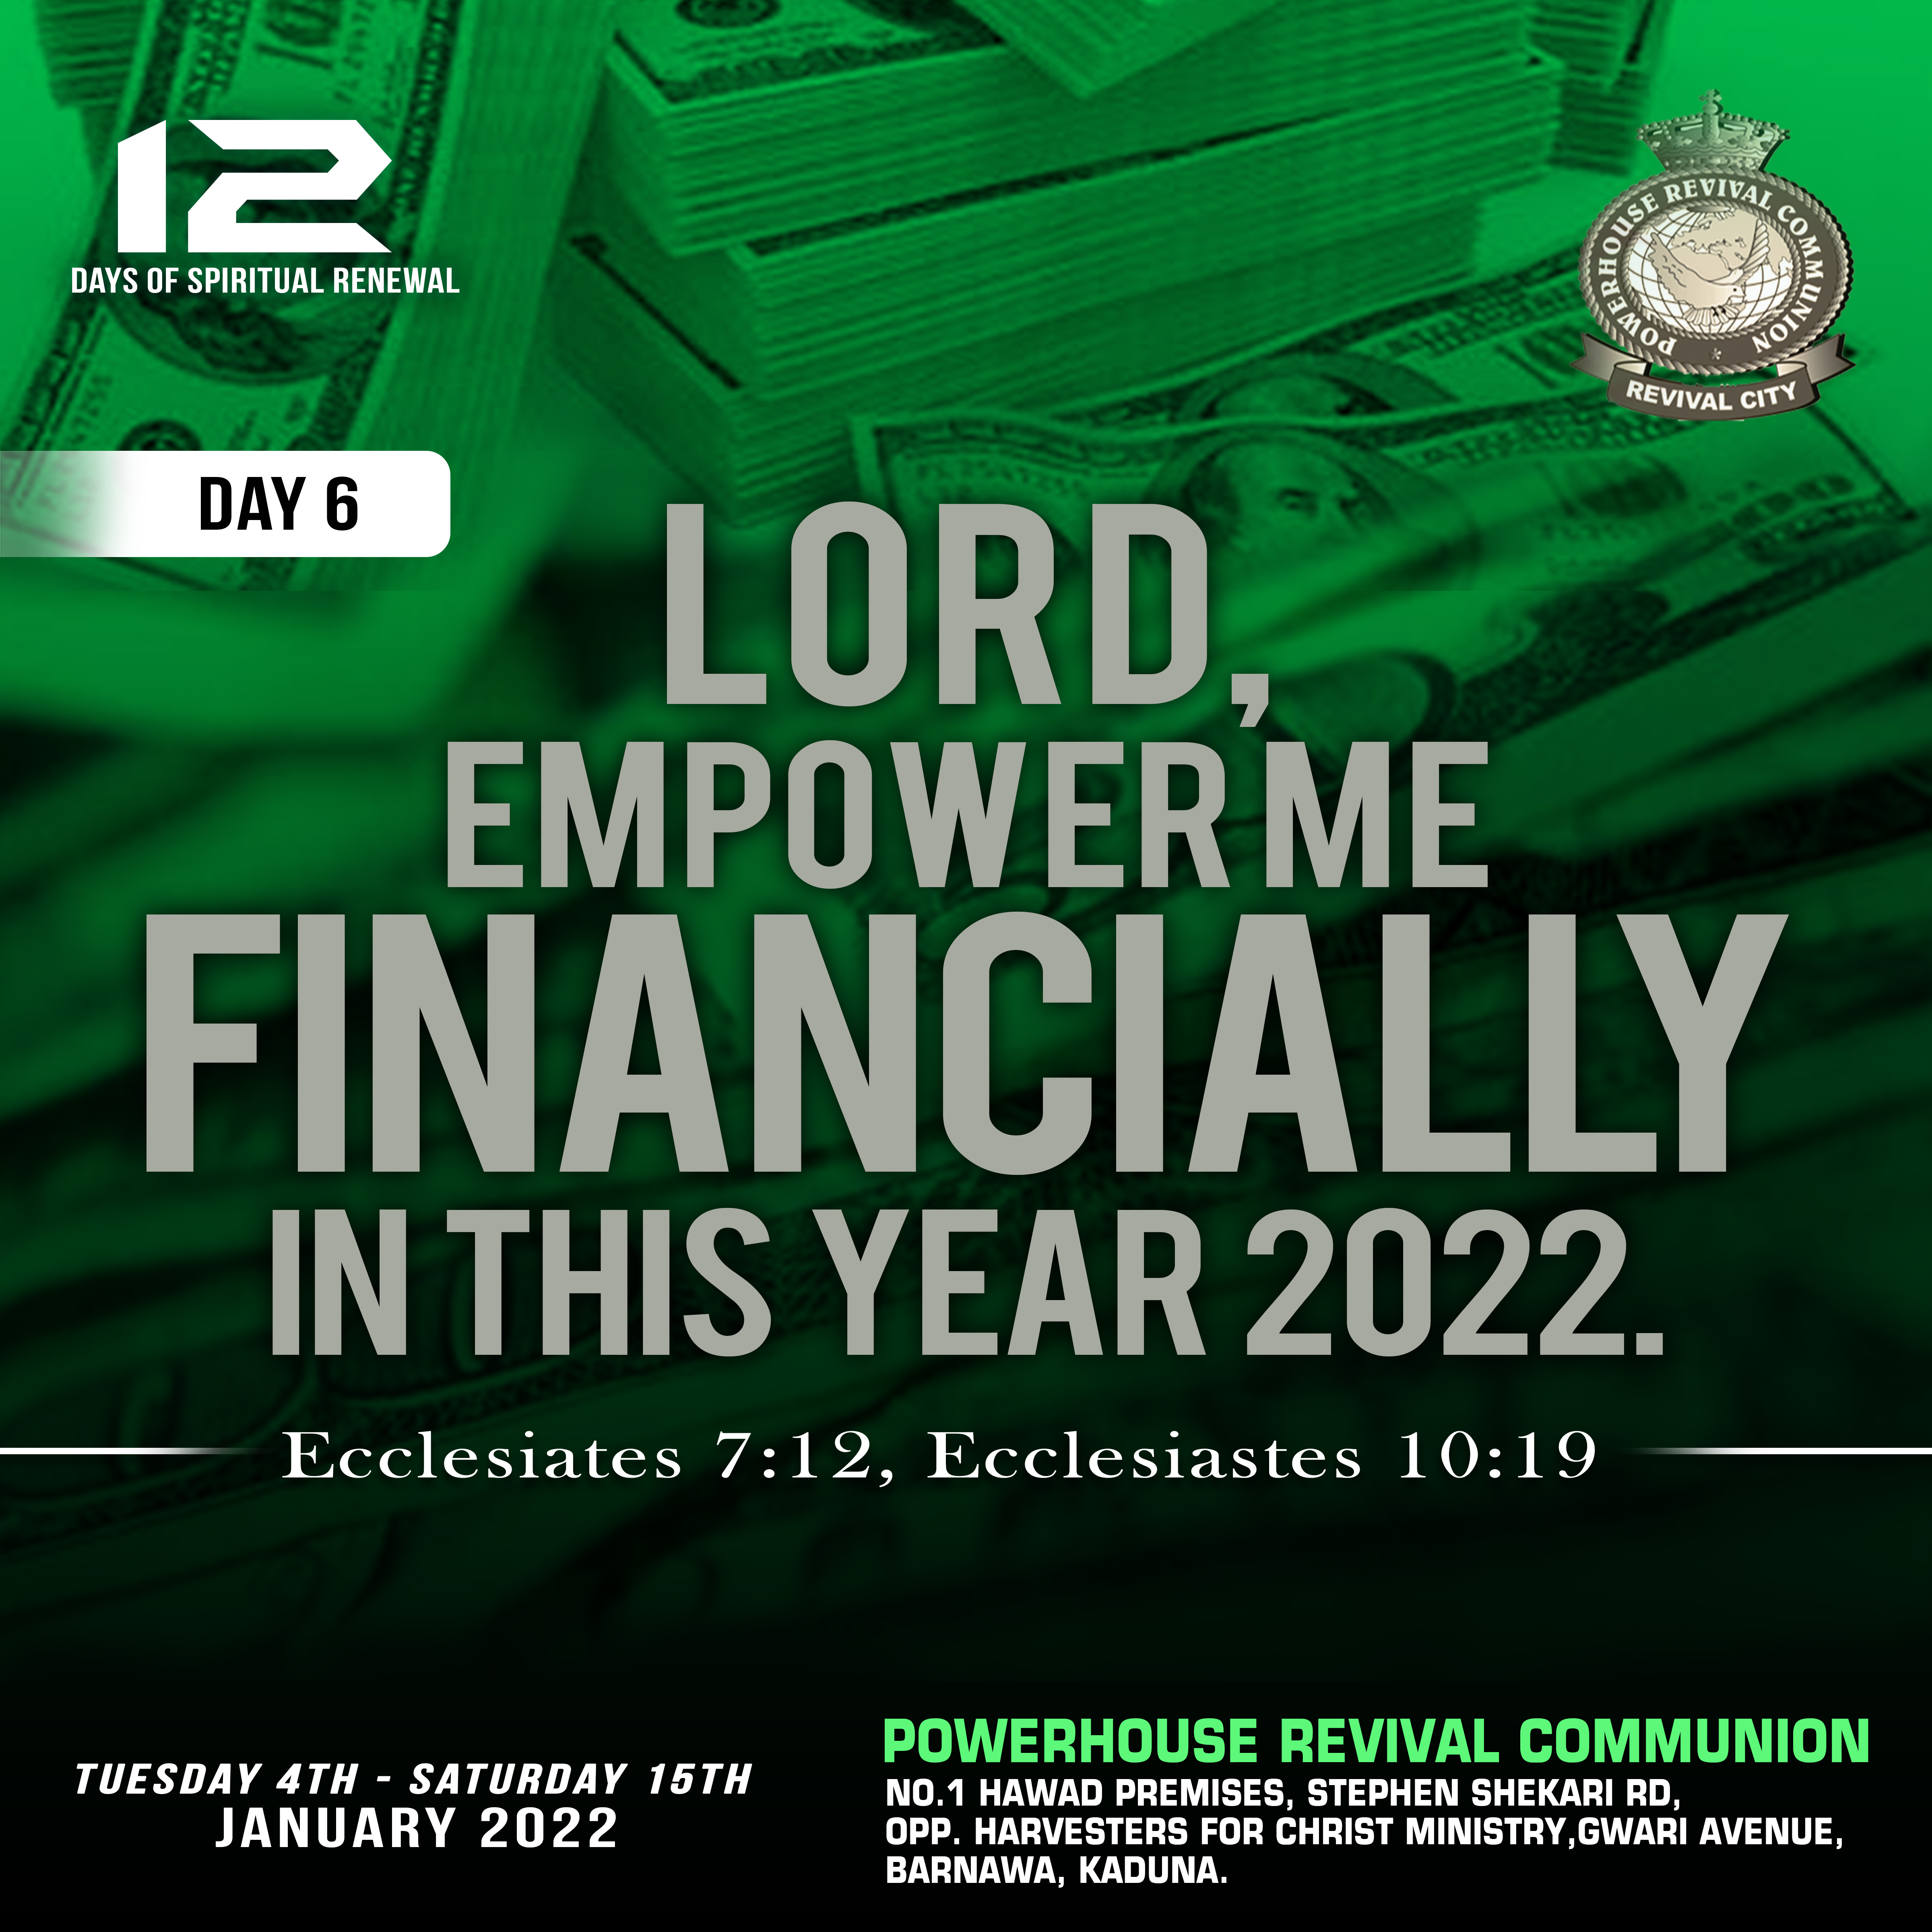 12
DAYS OF SPIRITUAL RENEWAL
POWERHOUSE REVIVAL COMMUNION
REVIVAL CITY
DAY 6
LORD,
EMPOWER ME
FINANCIALLY
IN THIS YEAR 2022.
Ecclesiates 7:12, Ecclesiastes 10:19
TUESDAY 4TH - SATURDAY 15TH
JANUARY 2022
POWERHOUSE REVIVAL COMMUNION
NO.1 HAWAD PREMISES, STEPHEN SHEKARI RD,
OPP. HARVESTERS FOR CHRIST MINISTRY,GWARI AVENUE,
BARNAWA, KADUNA.